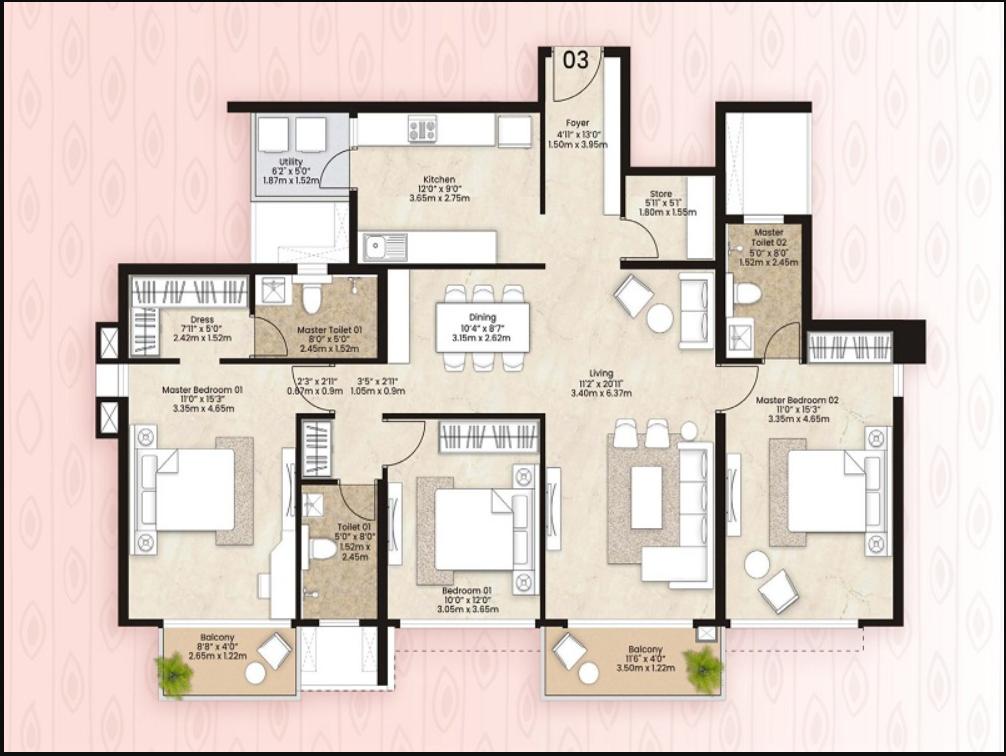 03
Foyer
4'11" x 13'0"
1.50m x 3.95m
Utility
6'2" x 5'0"
1.87m x 1.52m
Kitchen
12'0" x 9'0"
3.65m x 2.75m
Store
5'11" x 5'1"
1.80m x 1.55m
Master
Toilet 02
5'0" x 8'0"
1.52m x 2.45m
Dress
7'11" x 5'0"
2.42m x 1.52m
Master Toilet 01
8'0" x 5'0"
2.45m x 1.52m
Dining
10'4" x 8'7"
3.15m x 2.62m
Living
11'2" x 20'11"
3.40m x 6.37m
2'3" x 2'11"
0.67m x 0.9m
3'5" x 2'11"
1.05m x 0.9m
Master Bedroom 01
11'0" x 15'3"
3.35m x 4.65m
Master Bedroom 02
11'0" x 15'3"
3.35m x 4.65m
Toilet 01
5'0" x 8'0"
1.52m x
2.45m
Bedroom 01
10'0" x 12'0"
3.05m x 3.65m
Balcony
8'8" x 4'0"
2.65m x 1.22m
Balcony
11'6" x 4'0"
3.50m x 1.22m